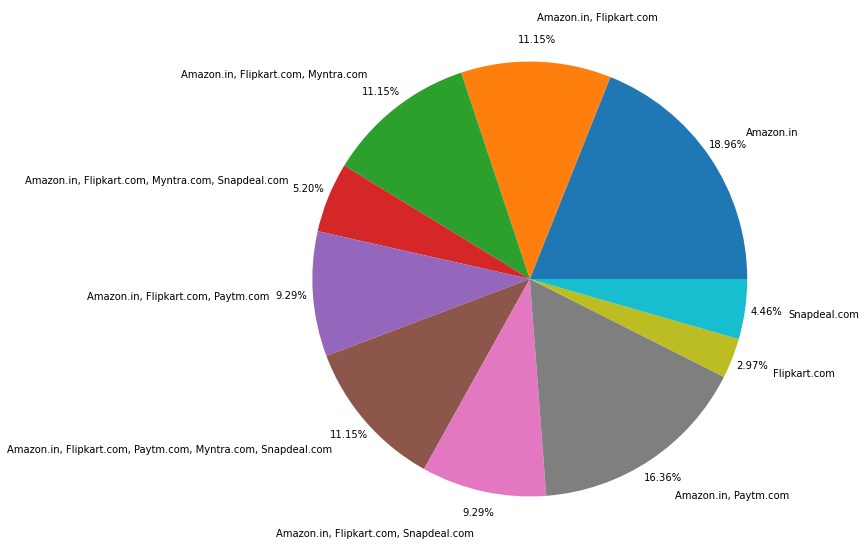 Amazon.in, Flipkart.com
11.15%
Amazon.in, Flipkart.com, Myntra.com
11.15%
Amazon.in
18.96%
Amazon.in, Flipkart.com, Myntra.com, Snapdeal.com
5.20%
Amazon.in, Flipkart.com, Paytm.com
9.29%
4.46%
Snapdeal.com
2.97%
Flipkart.com
11.15%
Amazon.in, Flipkart.com, Paytm.com, Myntra.com, Snapdeal.com
16.36%
Amazon.in, Paytm.com
9.29%
Amazon.in, Flipkart.com, Snapdeal.com